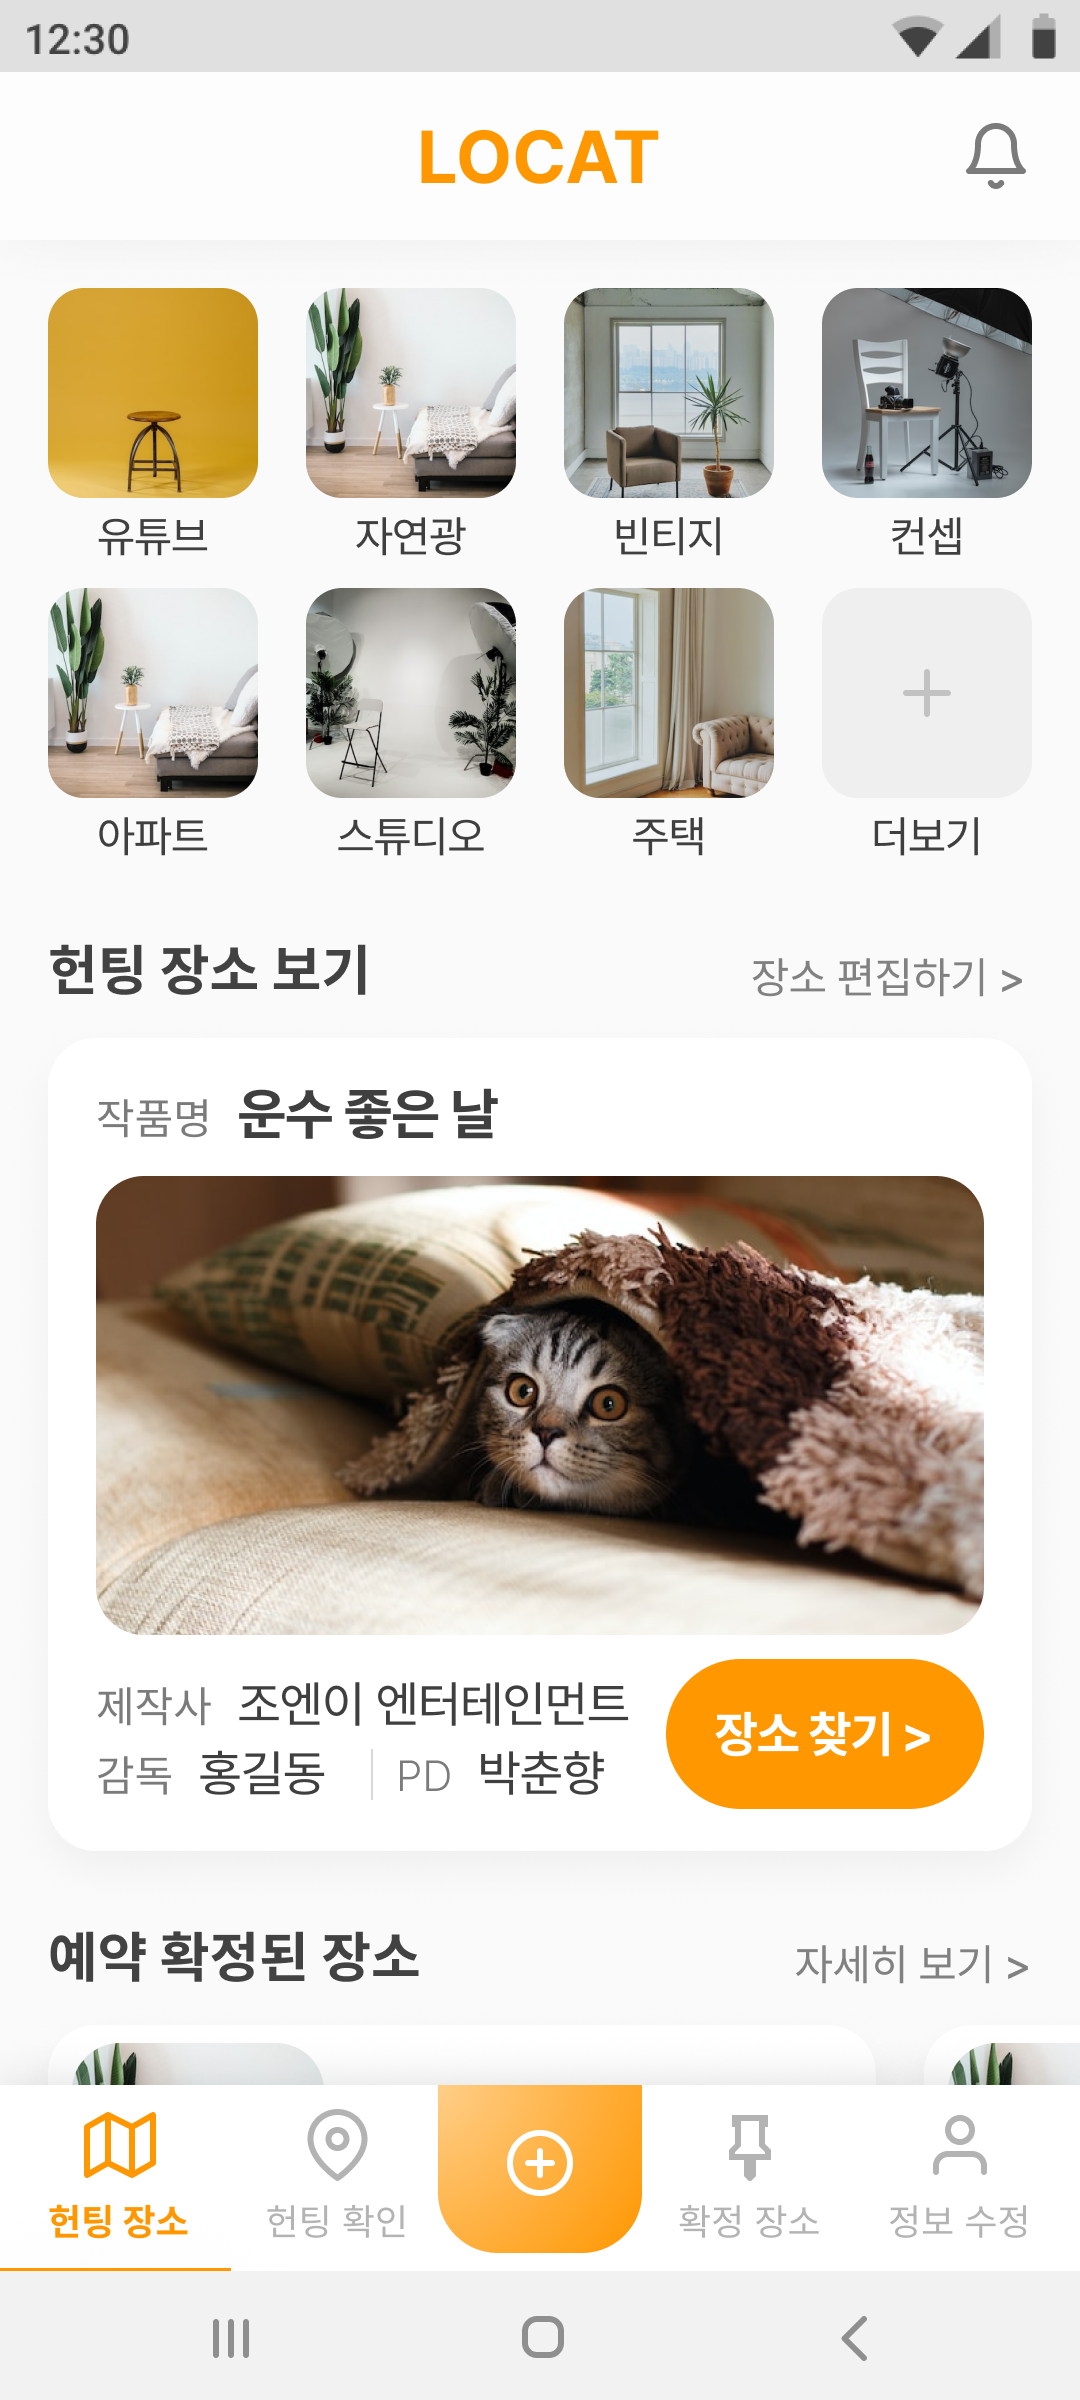 12:30
LOCAT
유튜브
자연광
빈티지
컨셉
아파트
스튜디오
주택
더보기
헌팅 장소 보기
장소 편집하기 >
작품명 운수 좋은 날
제작사 조엔이 엔터테인먼트
감독 홍길동 | PD 박춘향
장소 찾기 >
예약 확정된 장소
자세히 보기 >
헌팅 장소
헌팅 확인
확정 장소
정보 수정